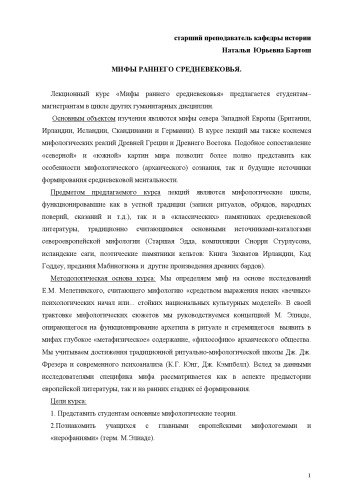 старший преподаватель кафедры истории
Наталья Юрьевна Бартош
МИФЫ РАННЕГО СРЕДНЕВЕКОВЬЯ.
Лекционный курс «Мифы раннего средневековья» предлагается студентам–
магистрантам в цикле других гуманитарных дисциплин.
Основным объектом изучения являются мифы севера Западной Европы (Британии,
Ирландии, Исландии, Скандинавии и Германии). В курсе лекций мы также коснемся
мифологических реалий Древней Греции и Древнего Востока. Подобное сопоставление
«северной» и «южной» картин мира позволит более полно представить как
особенности мифологического (архаического) сознания, так и будущие источники
формирования средневековой ментальности.
Предметом предлагаемого курса лекций являются мифологические циклы,
функционировавшие как в устной традиции (записи ритуалов, обрядов, народных
поверий, сказаний и т.д.), так и в «классических» памятниках средневековой
литературы, традиционно считающимися основными источниками-каталогами
североевропейской мифологии (Старшая Эдда, компиляции Снорри Стурлусона,
исландские саги, поэтические памятники кельтов: Книга Захватов Ирландии, Кад
Годдеу, предания Мабиногиона и другие произведения древних бардов).
Методологическая основа курса: Мы определяем миф на основе исследований
Е.М. Мелетинского, считающего мифологию «средством выражения неких «вечных»
психологических начал или... стойких национальных культурных моделей». В своей
трактовке мифологических сюжетов мы руководствуемся концепцией М. Элиаде,
опирающегося на функционирование архетипа в ритуале и стремящегося выявить в
мифах глубокое «метафизическое» содержание, «философию» архаического общества.
Мы учитываем достижения традиционной ритуально-мифологической школы Дж. Дж.
Фрезера и современного психоанализа (К.Г. Юнг, Дж. Кэмпбелл). Вслед за данными
исследователями специфика мифа рассматривается как в аспекте предыстории
европейской литературы, так и на ранних стадиях её формирования.
Цели курса:
1. Представить студентам основные мифологические теории.
2.Познакомить учащихся с главными европейскими мифологемами и
«иерофаниями» (терм. М.Элиаде).
1